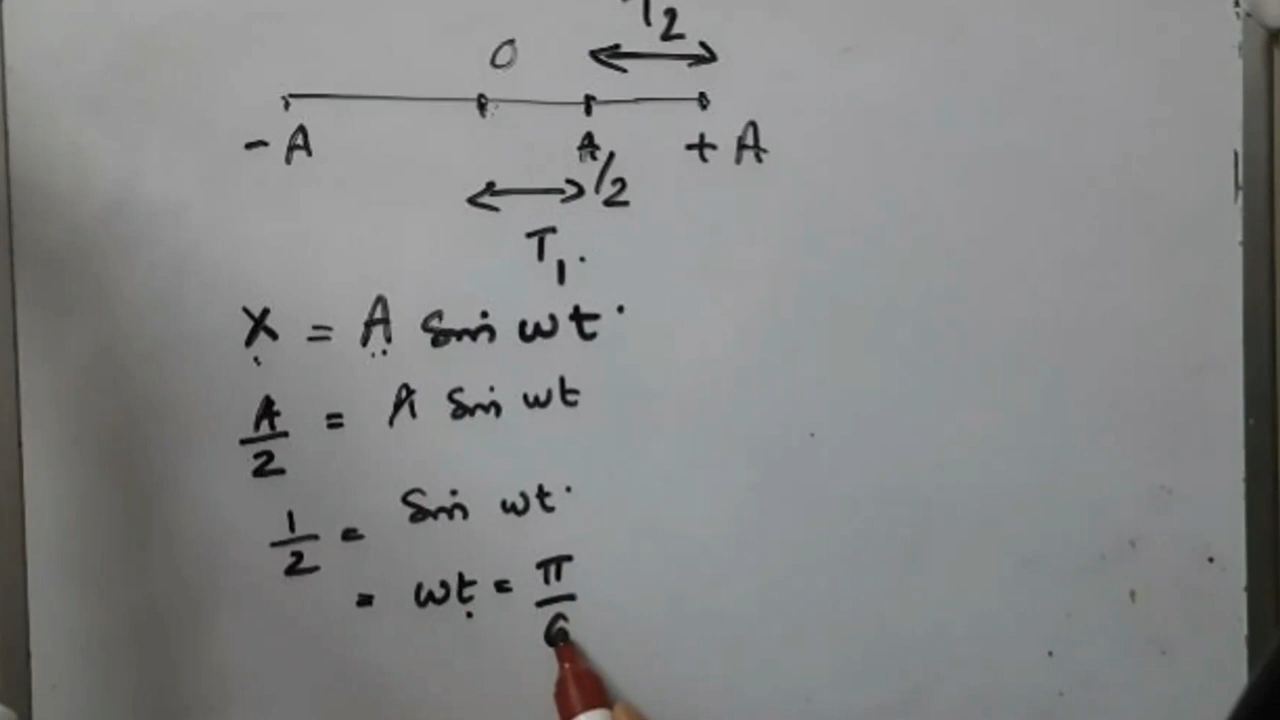 T2
O
-A A/2 +A
T1.
X = A Sin wt.
A/2 = A Sin wt
1/2 = Sin wt.
= wt = π/6